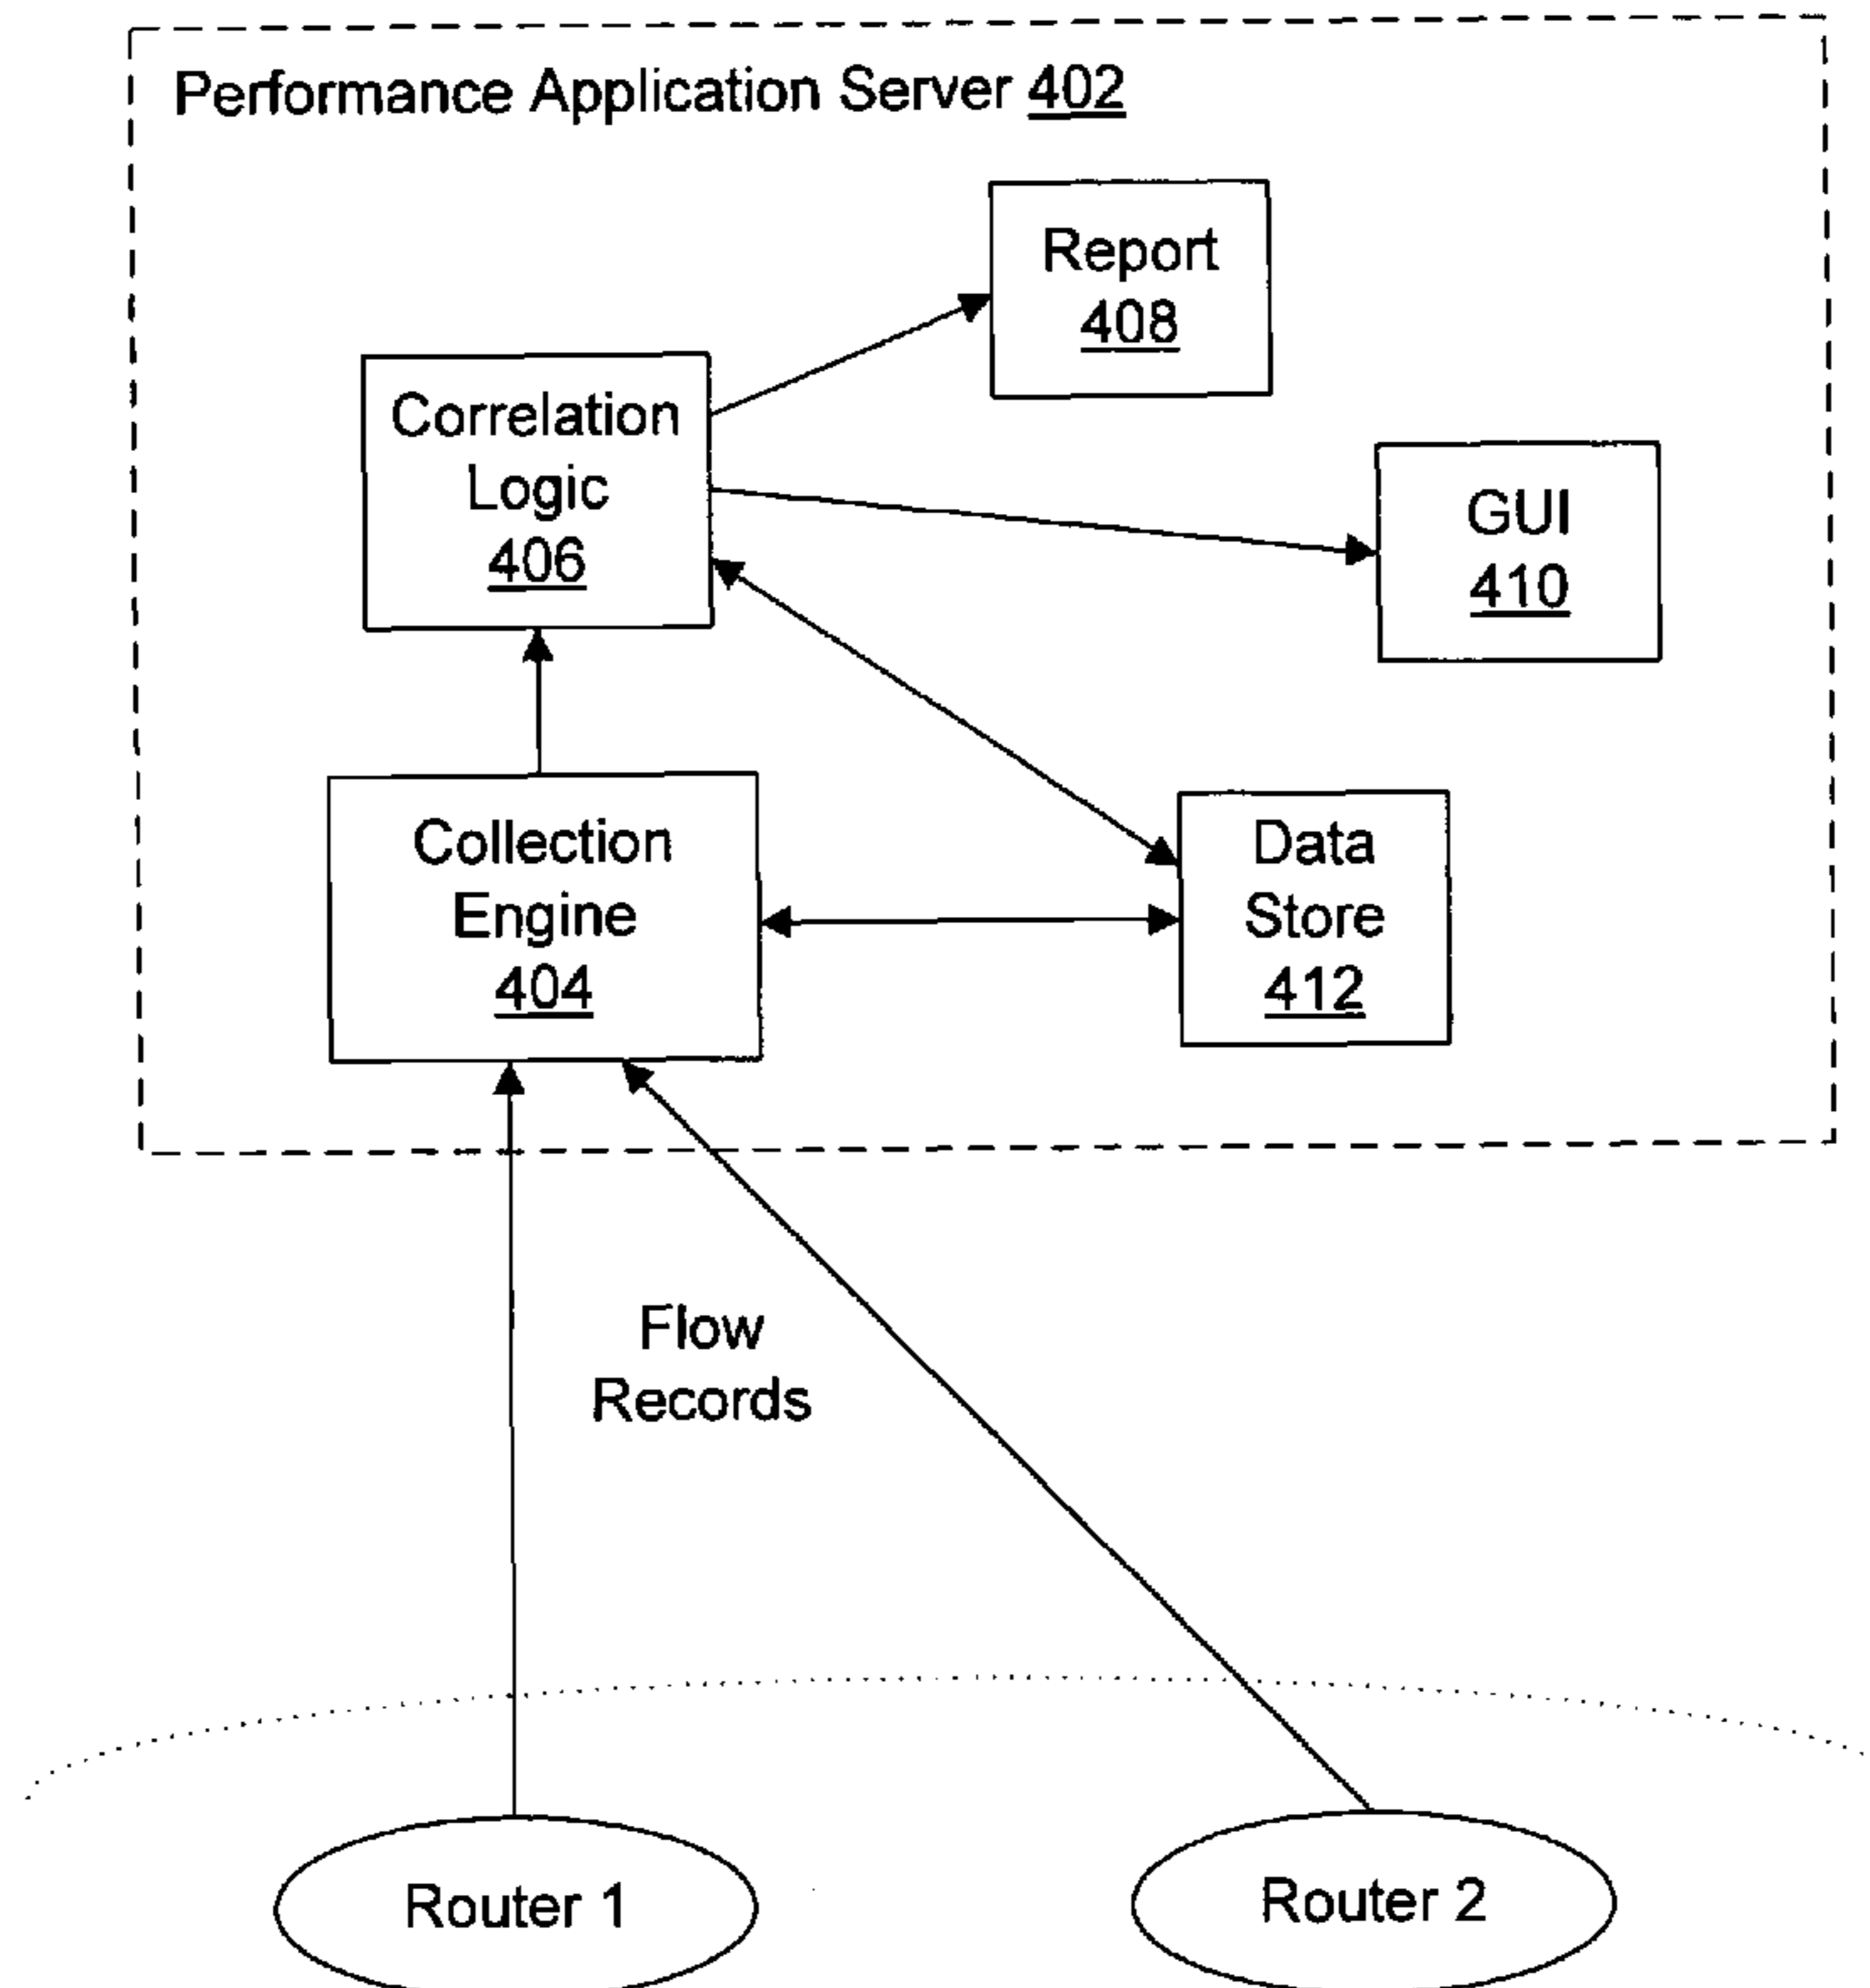 Performance Application Server 402
Report
408
Correlation
Logic
406
GUI
410
Collection
Engine
404
Data
Store
412
Flow
Records
Router 1
Router 2